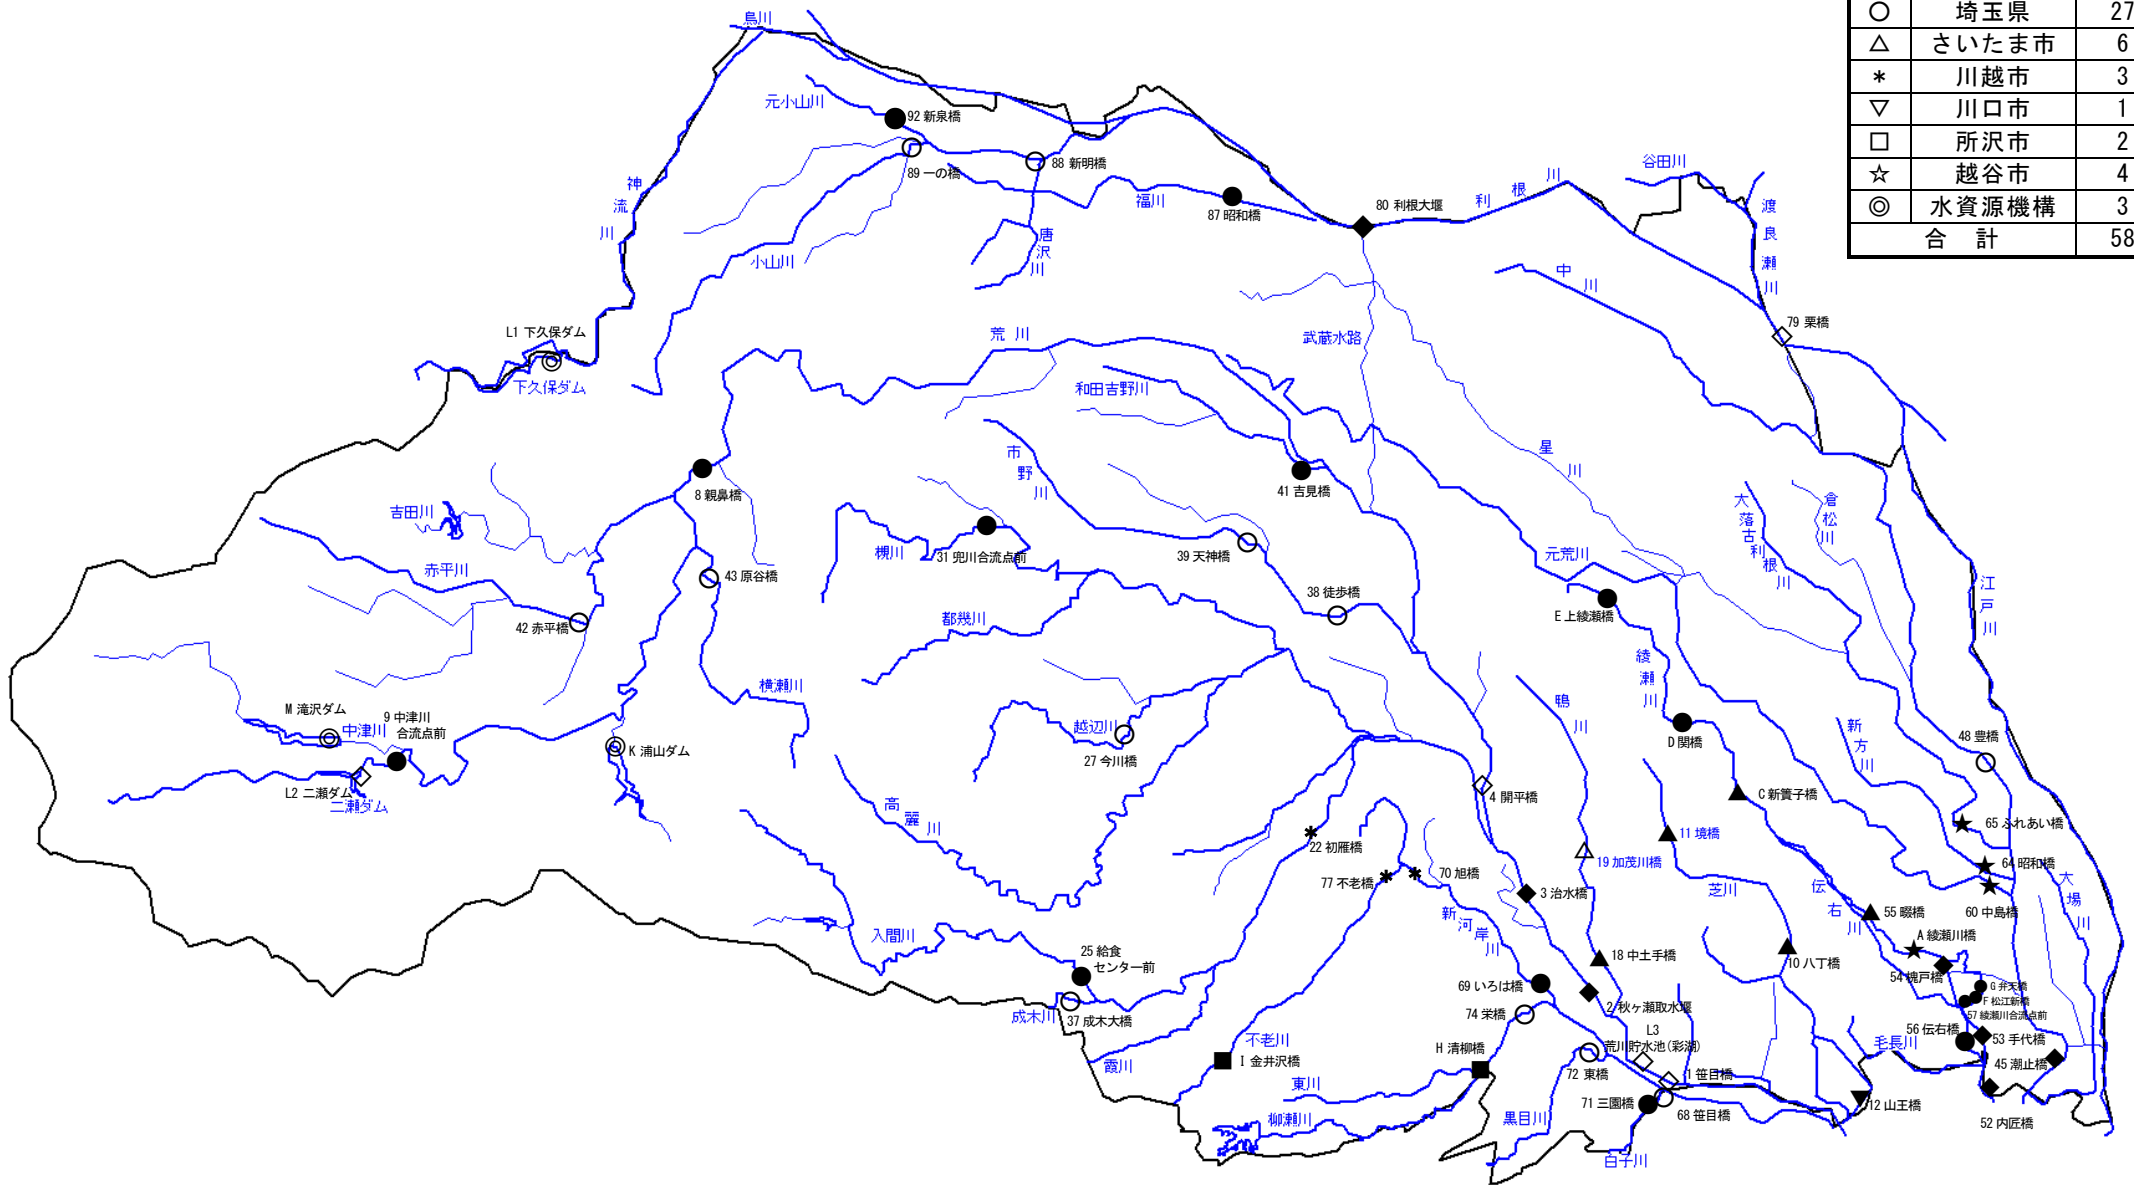 ○ 埼玉県 27
△ さいたま市 6
* 川越市 3
▽ 川口市 1
□ 所沢市 2
☆ 越谷市 4
◎ 水資源機構 3
合 計 58
烏川
元小山川
92 新泉橋
89 一の橋
88 新明橋
神流川
福川
87 昭和橋
80 利根大堰
利根川
谷田川
渡良瀬川
唐沢川
小山川
中川
79 栗橋
L1 下久保ダム
下久保ダム
荒川
武蔵水路
和田吉野川
市野川
星川
8 親鼻橋
41 吉見橋
吉田川
大落古利根川
倉松川
槻川
31 兜川合流点前
39 天神橋
元荒川
赤平川
43 原谷橋
38 徒歩橋
E 上綾瀬橋
江戸川
42 赤平橋
都幾川
綾瀬川
横瀬川
鴨川
M 滝沢ダム
中津川
9 中津川
合流点前
越辺川
K 浦山ダム
27 今川橋
D 関橋
新方川
48 豊橋
L2 二瀬ダム
二瀬ダム
4 開平橋
C 新簀子橋
高麗川
65 ふれあい橋
11 境橋
22 初雁橋
19 加茂川橋
64 昭和橋
77 不老橋
70 旭橋
3 治水橋
芝川
伝右川
大場川
60 中島橋
55 畷橋
新河岸川
入間川
A 綾瀬川橋
25 給食
センター前
18 中土手橋
10 八丁橋
54 槐戸橋
69 いろは橋
G 弁天橋
F 松江新橋
57 綾瀬川合流点前
2 秋ヶ瀬取水堰
成木川
37 成木大橋
74 栄橋
L3
荒川貯水池(彩湖)
56 伝右橋
53 手代橋
毛長川
不老川
I 金井沢橋
H 清柳橋
霞川
72 東橋
1 笹目橋
45 潮止橋
東川
71 三園橋
68 笹目橋
12 山王橋
柳瀬川
黒目川
52 内匠橋
白子川